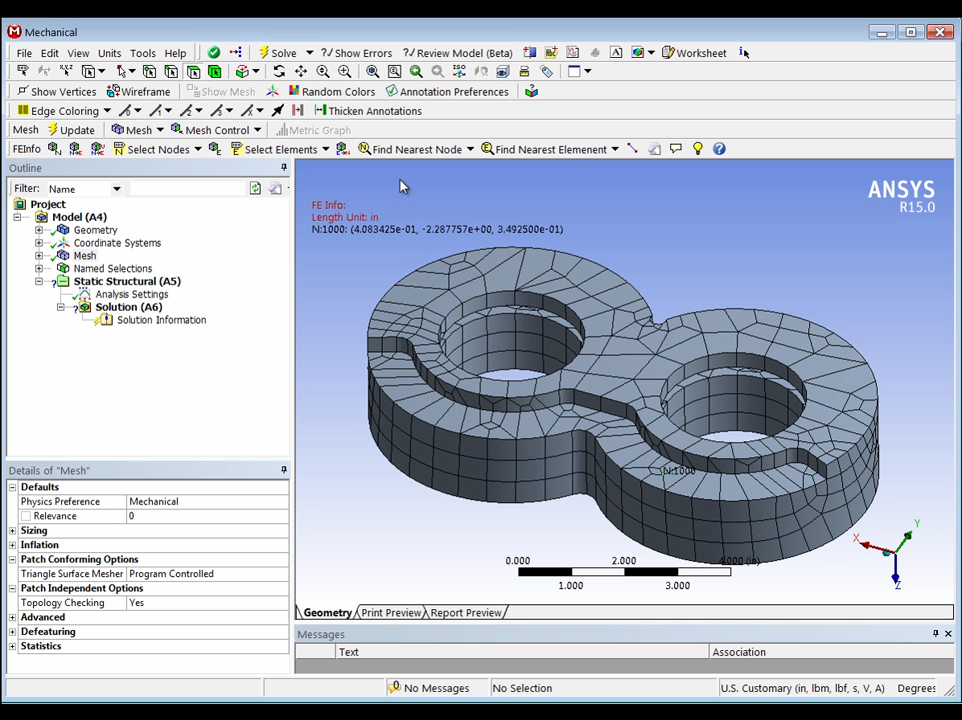 Mechanical
File Edit View Units Tools Help Solve ?/Show Errors ?/Review Model (Beta) A Worksheet i
Show Vertices Wireframe Show Mesh Random Colors Annotation Preferences
Edge Coloring Thicken Annotations
Mesh Update Mesh Mesh Control Metric Graph
FEInfo Select Nodes Select Elements Find Nearest Node Find Nearest Elemenent
Outline
Filter: Name
Project
Model (A4)
Geometry
Coordinate Systems
Mesh
Named Selections
Static Structural (A5)
Analysis Settings
Solution (A6)
Solution Information
Details of "Mesh"
Defaults
Physics Preference Mechanical
Relevance 0
Sizing
Inflation
Patch Conforming Options
Triangle Surface Mesher Program Controlled
Patch Independent Options
Topology Checking Yes
Advanced
Defeaturing
Statistics
FE Info:
Length Unit: in
N:1000: (4.083425e-01, -2.287757e+00, 3.492500e-01)
ANSYS
R15.0
N:1000
0.000 2.000 4.000 (in)
1.000 3.000
X Y Z
Geometry Print Preview Report Preview
Messages
Text Association
0 No Messages No Selection U.S. Customary (in, lbm, lbf, s, V, A) Degrees